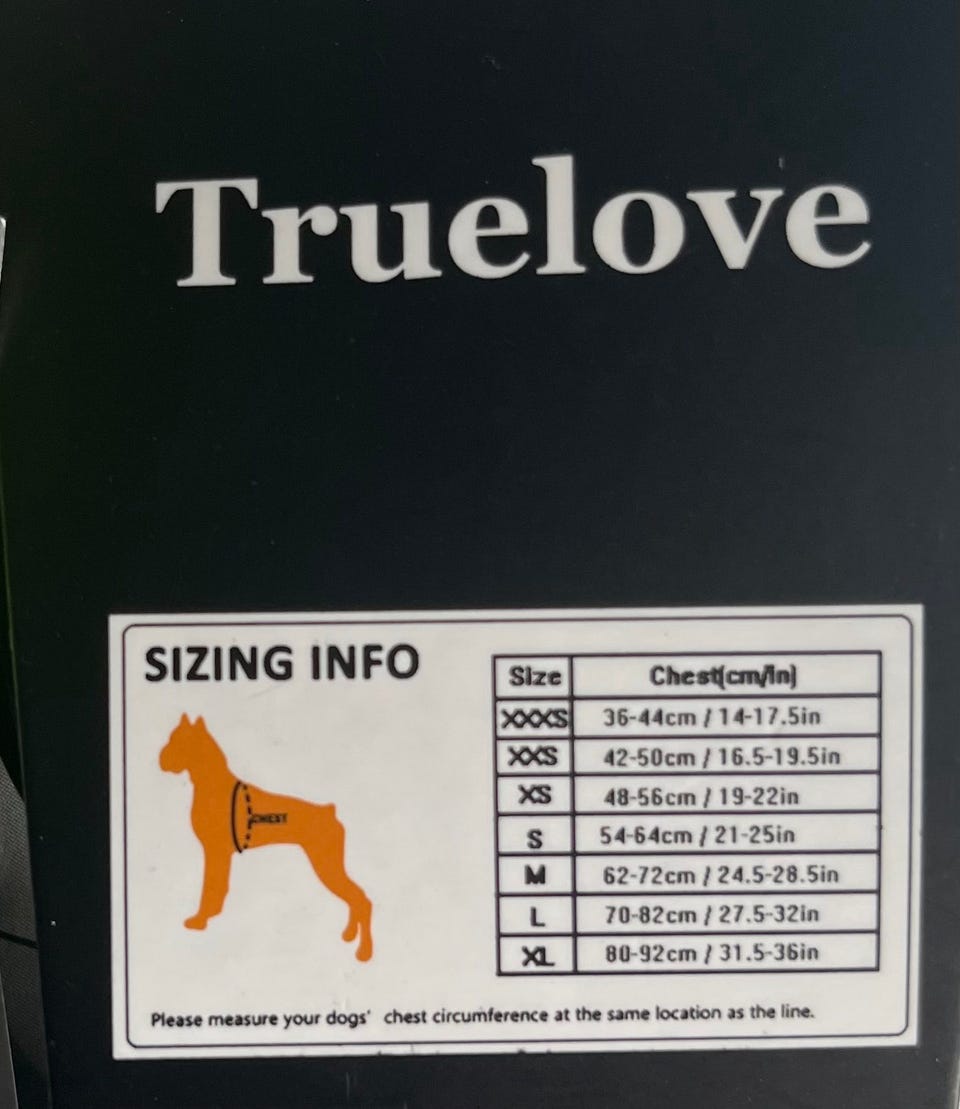 Truelove
SIZING INFO
Size Chest(cm/in)
XXXS 36-44cm / 14-17.5in
XXS 42-50cm / 16.5-19.5in
XS 48-56cm / 19-22in
S 54-64cm / 21-25in
M 62-72cm / 24.5-28.5in
L 70-82cm / 27.5-32in
XL 80-92cm / 31.5-36in
CHEST
Please measure your dogs' chest circumference at the same location as the line.